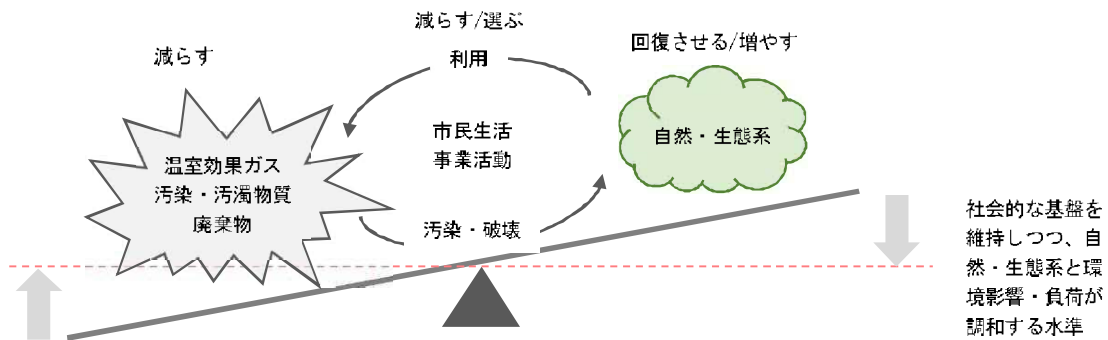 減らす/選ぶ
利用
減らす
回復させる/増やす
温室効果ガス
汚染・汚濁物質
廃棄物
市民生活
事業活動
自然・生態系
汚染・破壊
社会的な基盤を
維持しつつ、自
然・生態系と環
境影響・負荷が
調和する水準